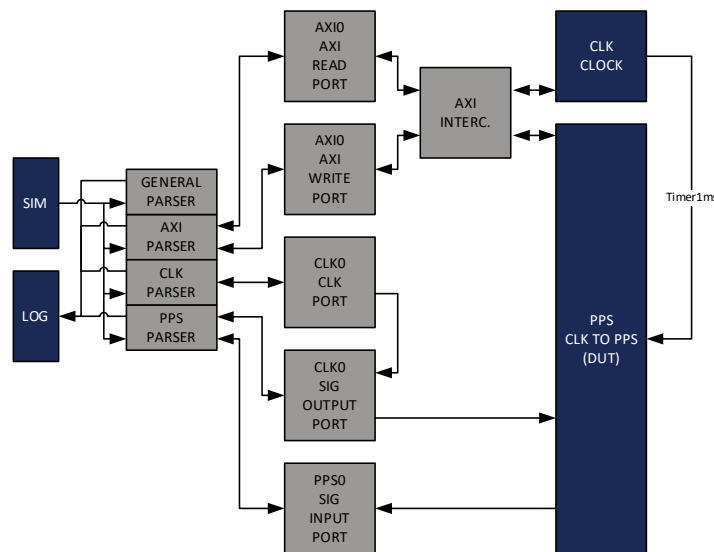 AXI0
AXI
READ
PORT
CLK
CLOCK
AXI
INTERC.
AXI0
AXI
WRITE
PORT
SIM
GENERAL
PARSER
AXI
PARSER
CLK
PARSER
PPS
PARSER
LOG
Timer1ms
CLK0
CLK
PORT
PPS
CLK TO PPS
(DUT)
CLK0
SIG
OUTPUT
PORT
PPS0
SIG
INPUT
PORT